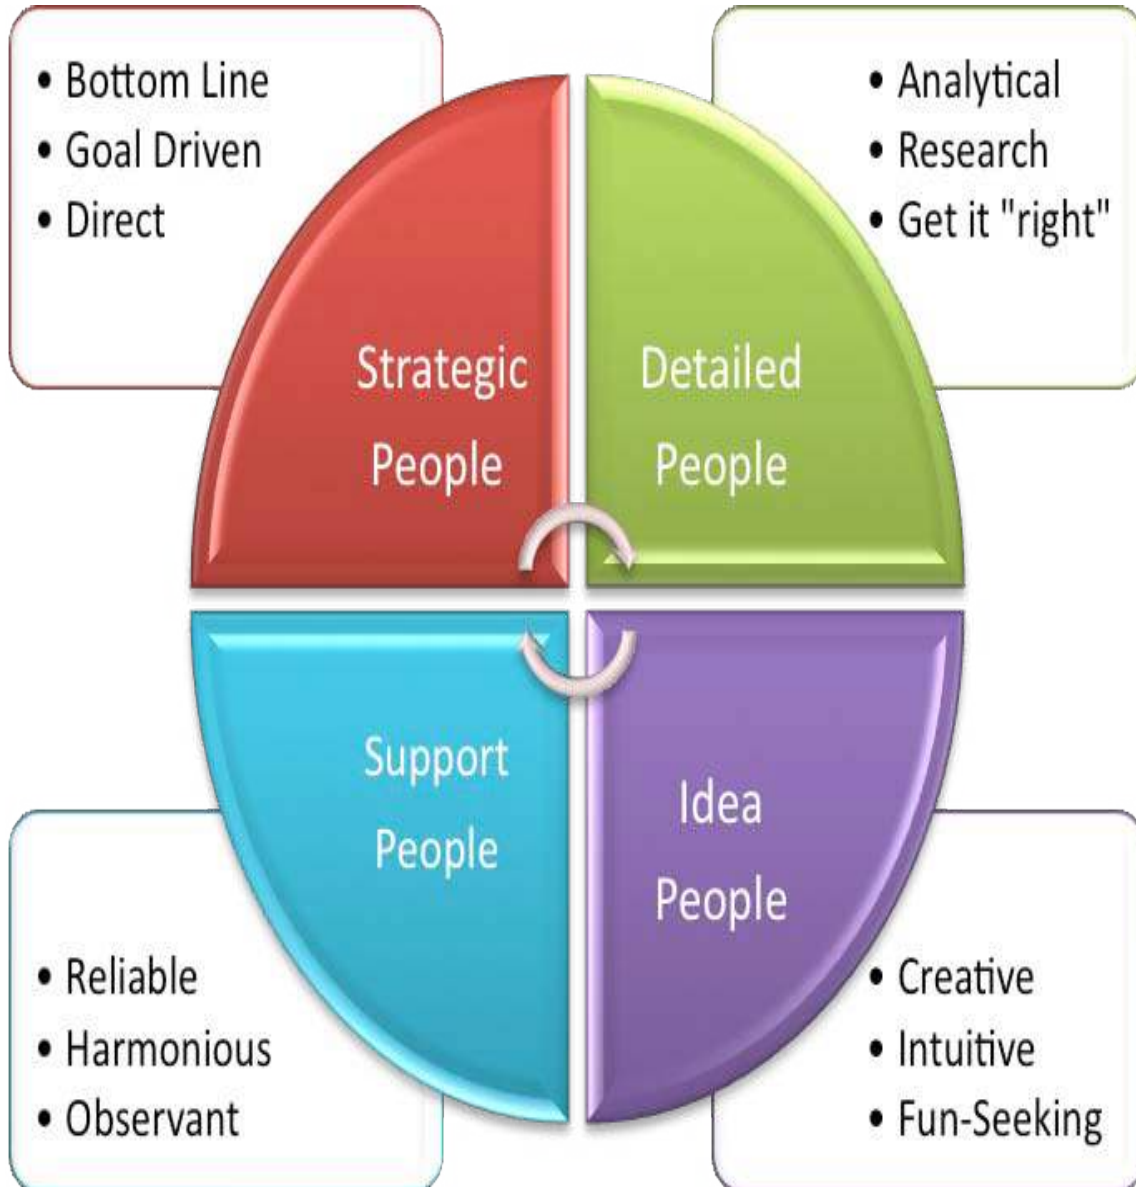 • Bottom Line
• Goal Driven
• Direct
• Analytical
• Research
• Get it "right"
Strategic
People
Detailed
People
Support
People
Idea
People
• Reliable
• Harmonious
• Observant
• Creative
• Intuitive
• Fun-Seeking